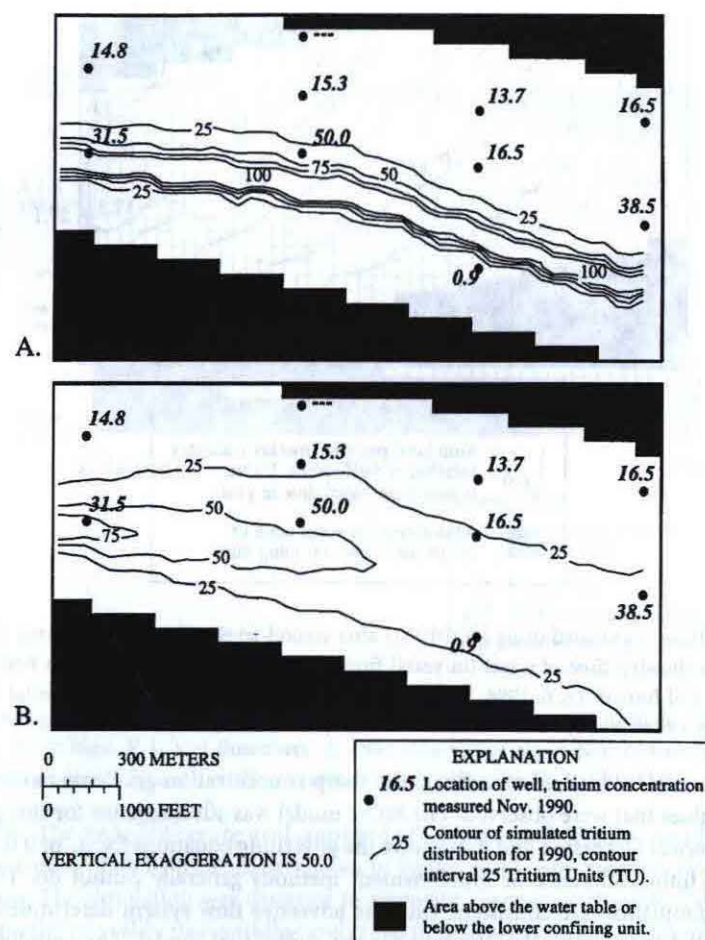 ---
14.8
15.3
13.7
16.5
31.5
25
50.0
75
50
16.5
100
25
25
38.5
0.9
100
A.
---
14.8
15.3
13.7
16.5
25
31.5
50
50.0
16.5
75
50
25
25
38.5
0.9
25
B.
0 300 METERS
0 1000 FEET
VERTICAL EXAGGERATION IS 50.0
EXPLANATION
16.5 Location of well, tritium concentration
measured Nov. 1990.
25 Contour of simulated tritium
distribution for 1990, contour
interval 25 Tritium Units (TU).
Area above the water table or
below the lower confining unit.